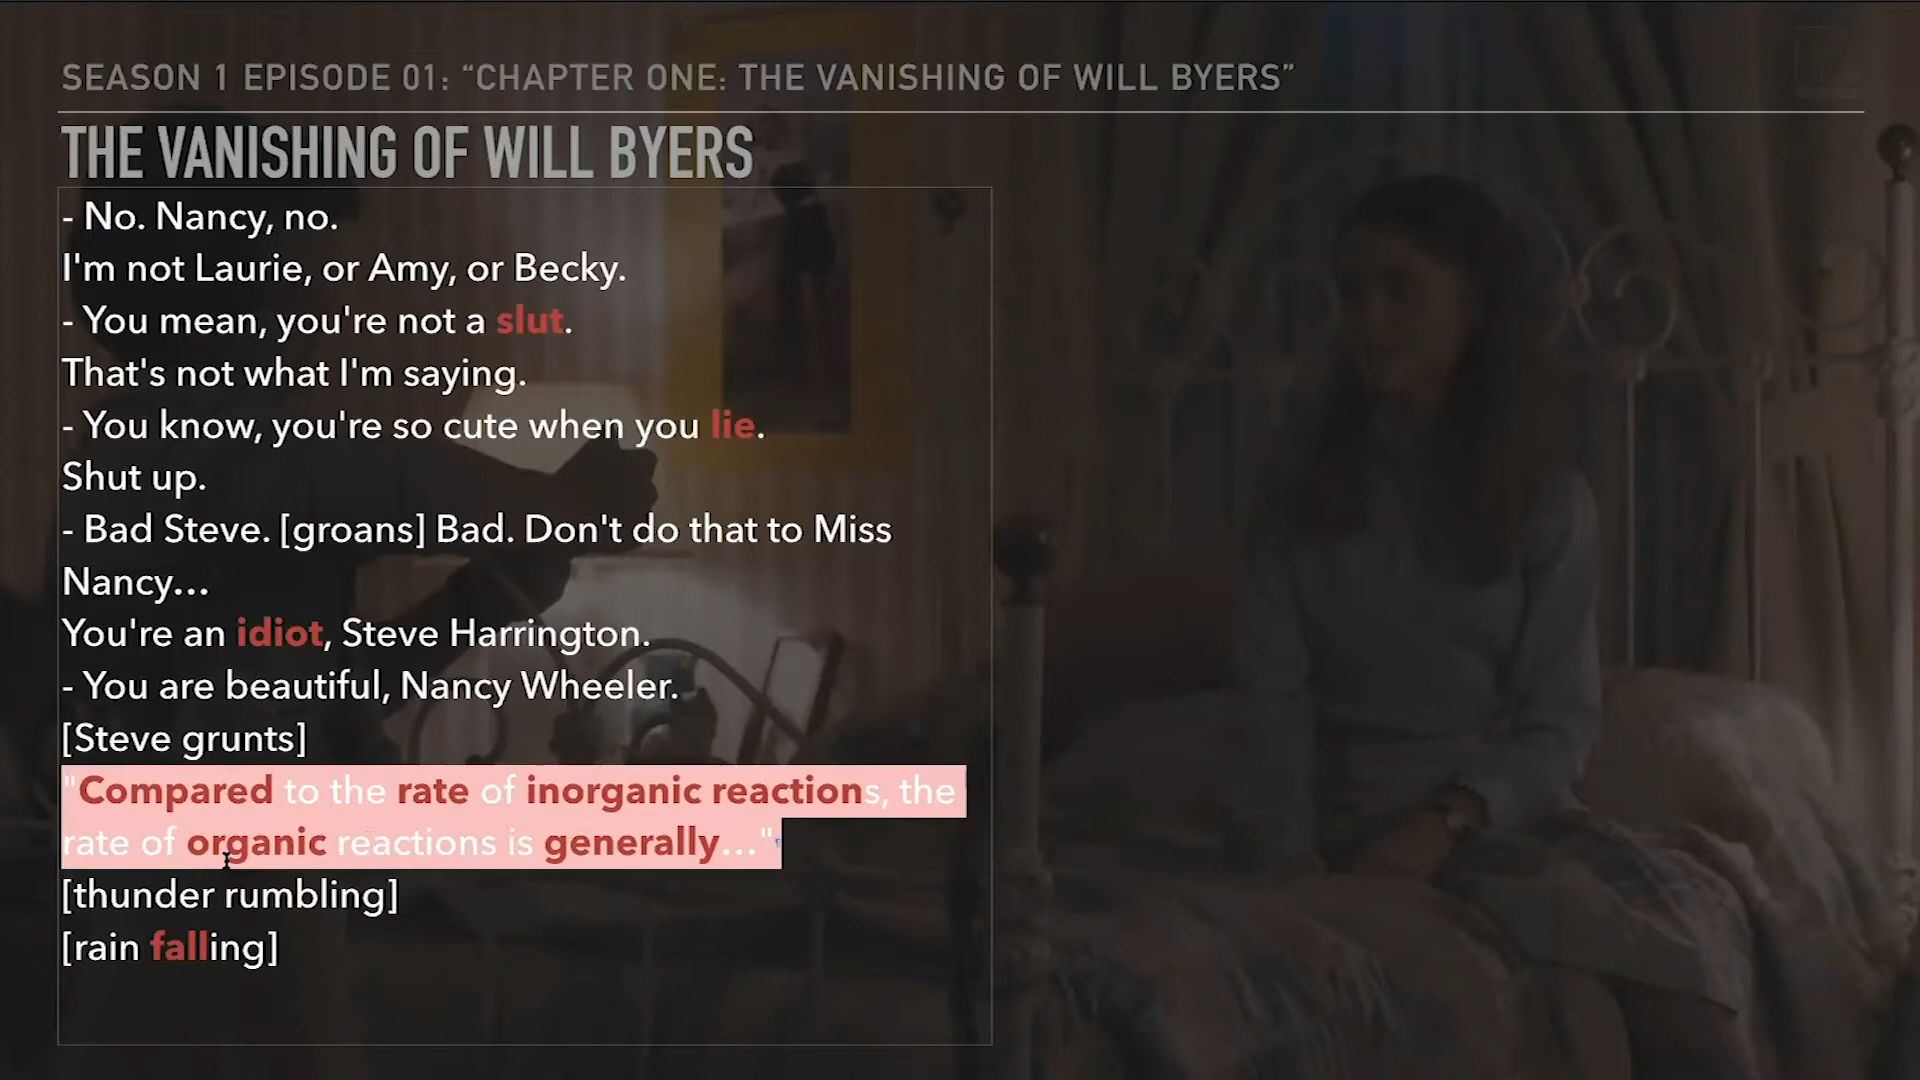 SEASON 1 EPISODE 01: “CHAPTER ONE: THE VANISHING OF WILL BYERS”
THE VANISHING OF WILL BYERS
- No. Nancy, no.
I'm not Laurie, or Amy, or Becky.
- You mean, you're not a slut.
That's not what I'm saying.
- You know, you're so cute when you lie.
Shut up.
- Bad Steve. [groans] Bad. Don't do that to Miss
Nancy…
You're an idiot, Steve Harrington.
- You are beautiful, Nancy Wheeler.
[Steve grunts]
"Compared to the rate of inorganic reactions, the
rate of organic reactions is generally…"
[thunder rumbling]
[rain falling]